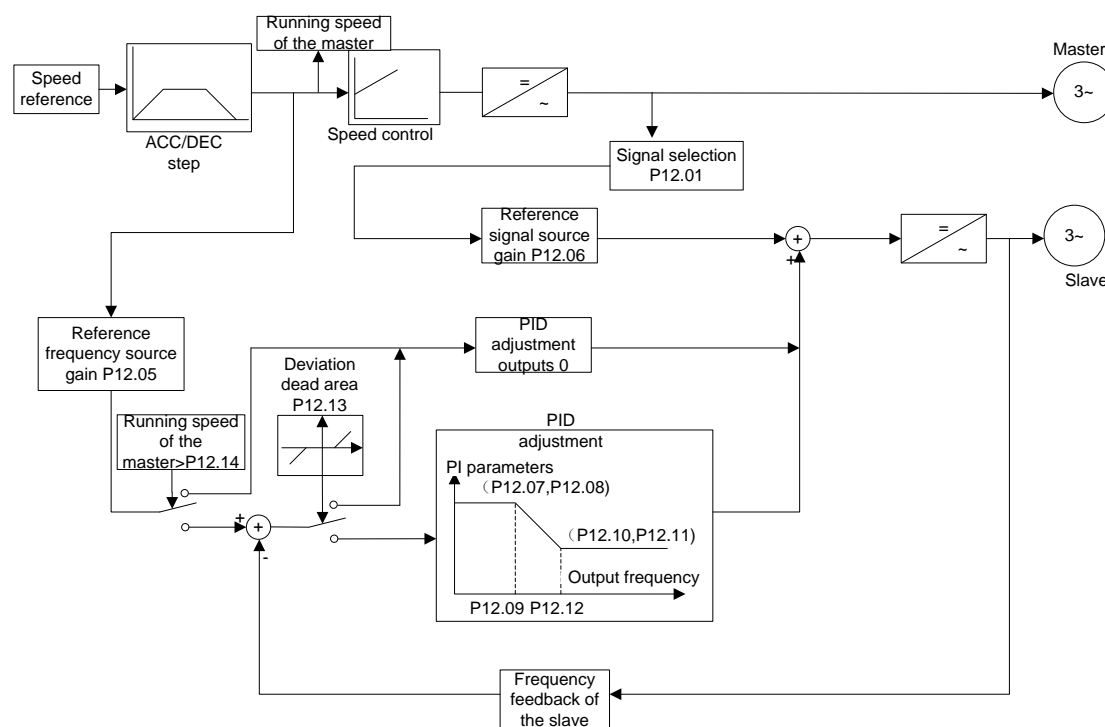 Running speed
of the master
Master
Speed
reference
=
~
3~
ACC/DEC
step
Speed control
Signal selection
P12.01
Reference
signal source
gain P12.06
+
+
=
~
3~
Slave
Reference
frequency source
gain P12.05
PID
adjustment
outputs 0
Deviation
dead area
P12.13
Running speed
of the
master>P12.14
PID
adjustment
PI parameters
(P12.07,P12.08)
+
+
-
(P12.10,P12.11)
Output frequency
P12.09 P12.12
Frequency
feedback of
the slave